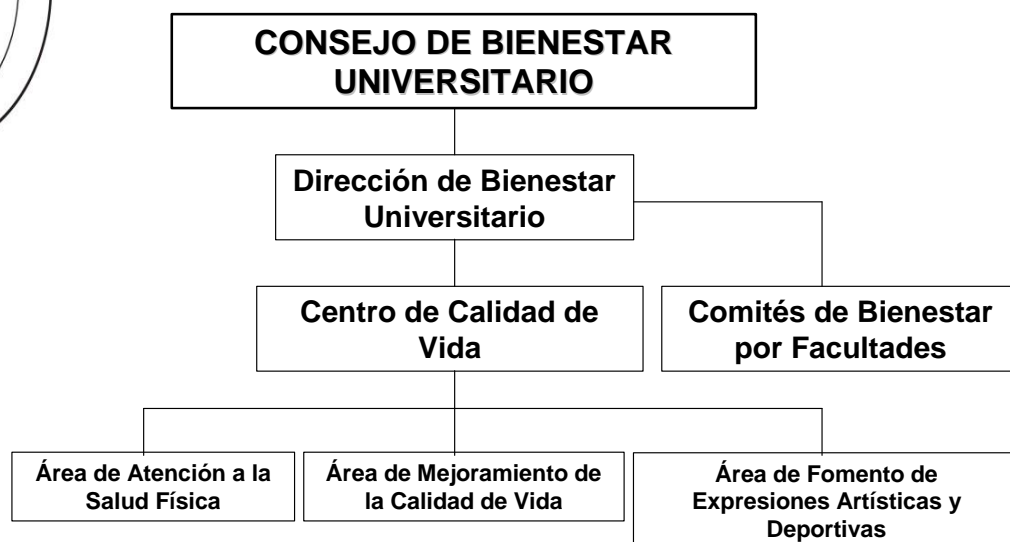 CONSEJO DE BIENESTAR
UNIVERSITARIO
Dirección de Bienestar
Universitario
Centro de Calidad de
Vida
Comités de Bienestar
por Facultades
Área de Atención a la
Salud Física
Área de Mejoramiento de
la Calidad de Vida
Área de Fomento de
Expresiones Artísticas y
Deportivas